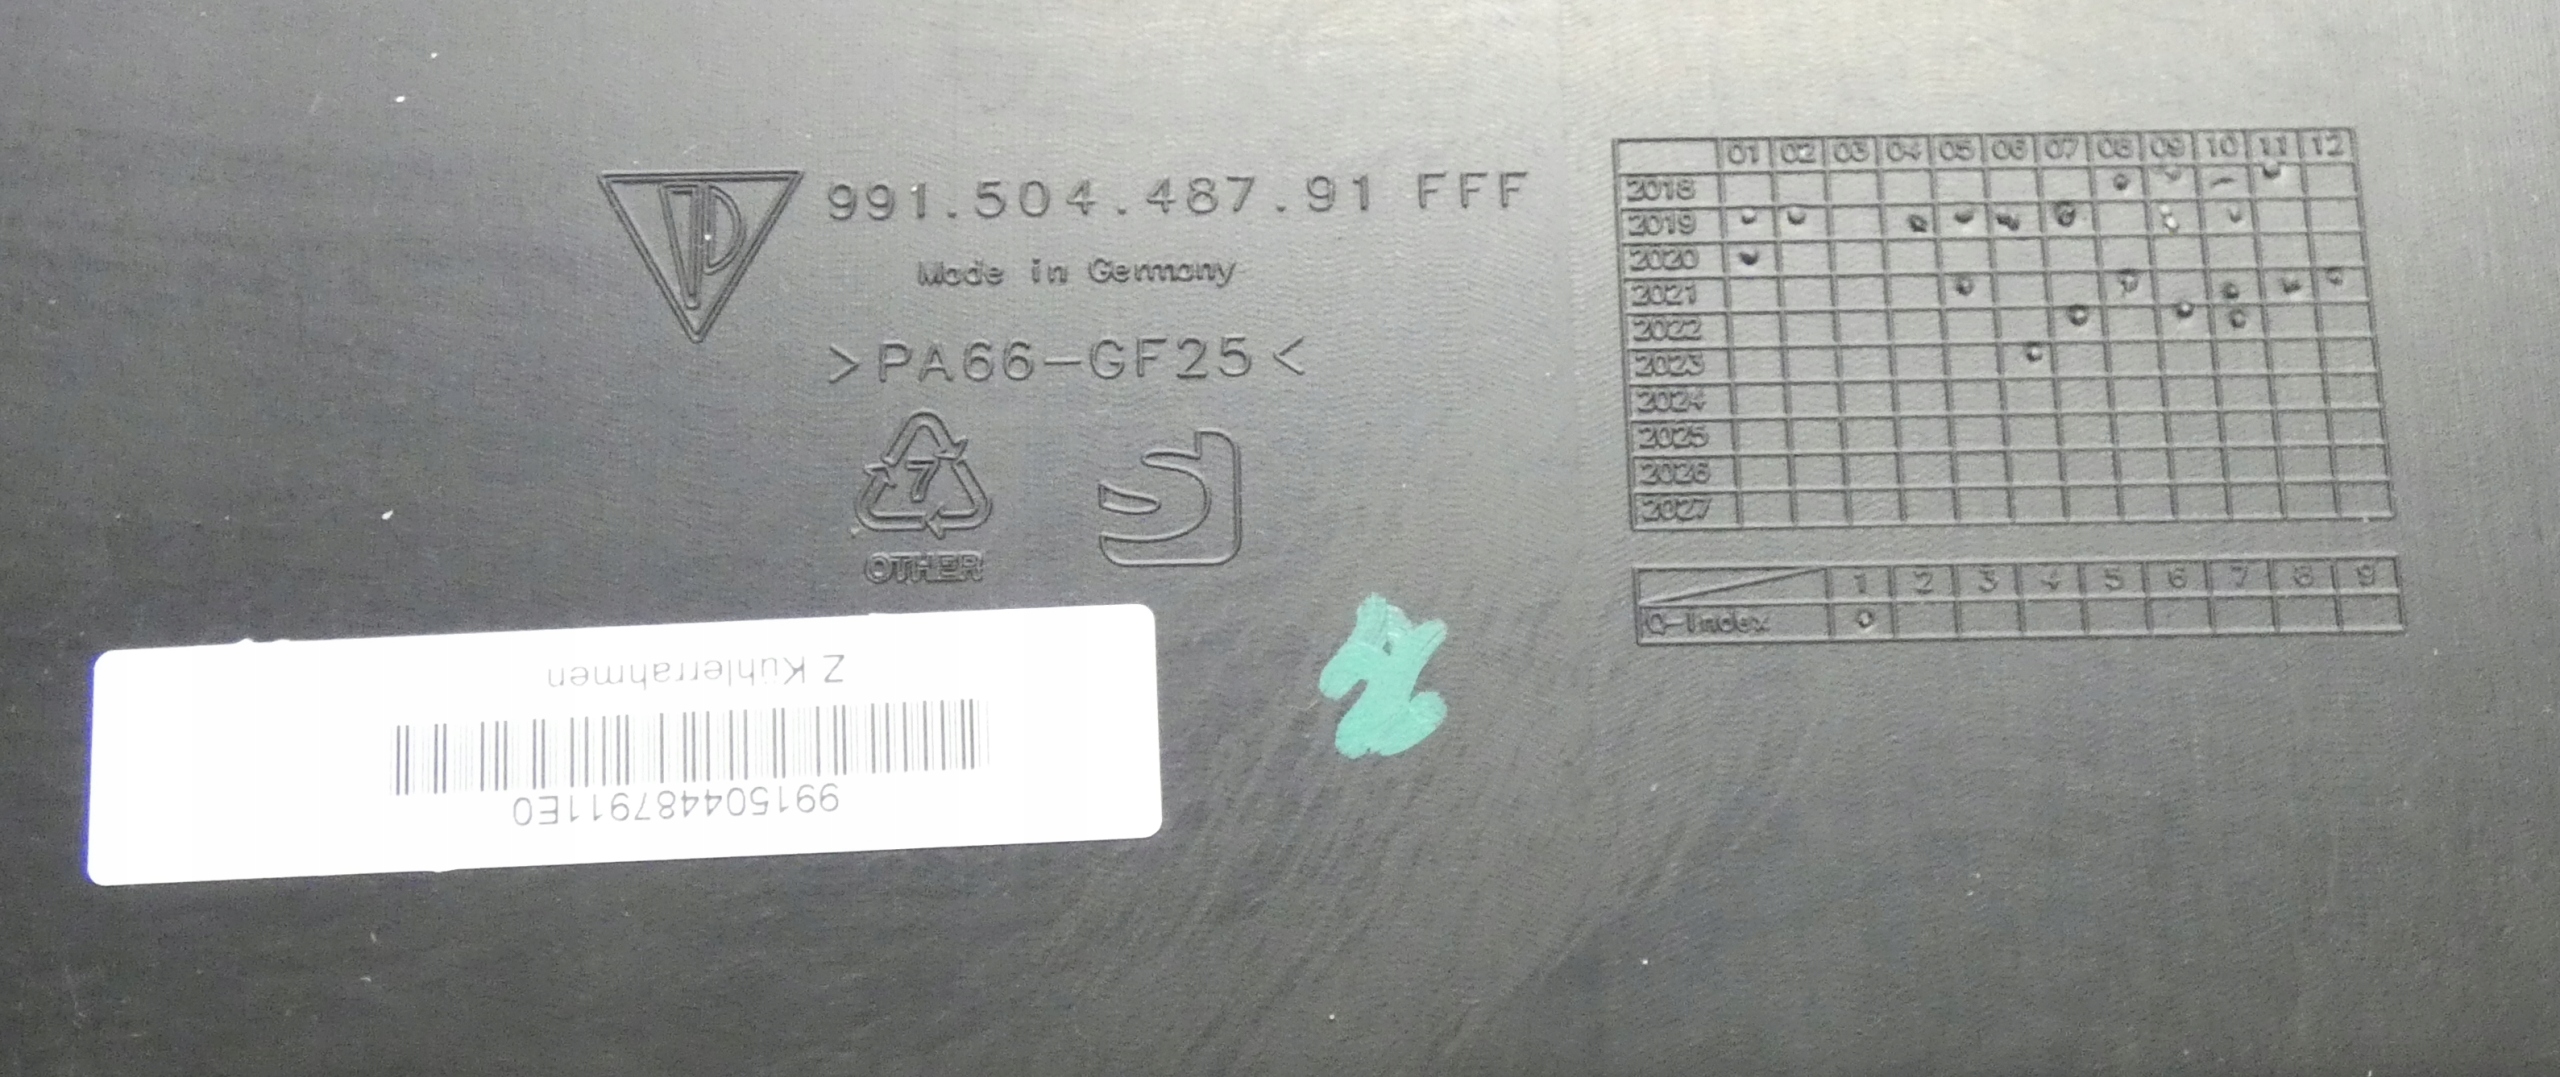 991.504.487.91 FFF
Made in Germany
>PA66-GF25<
7
OTHER
01 02 03 04 05 06 07 08 09 10 11 12
2018
2019
2020
2021
2022
2023
2024
2025
2026
2027
1 2 3 4 5 6 7 8 9
Q-Index
Z Kühlerrahmen
991504487911E0